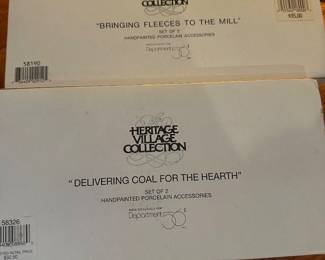 COLLECTION
"BRINGING FLEECES TO THE MILL"
SET OF 2
HANDPAINTED PORCELAIN ACCESSORIES
Department 56
58190
HERITAGE
VILLAGE
COLLECTION
"DELIVERING COAL FOR THE HEARTH"
SET OF 2
HANDPAINTED PORCELAIN ACCESSORIES
Department 56
58326